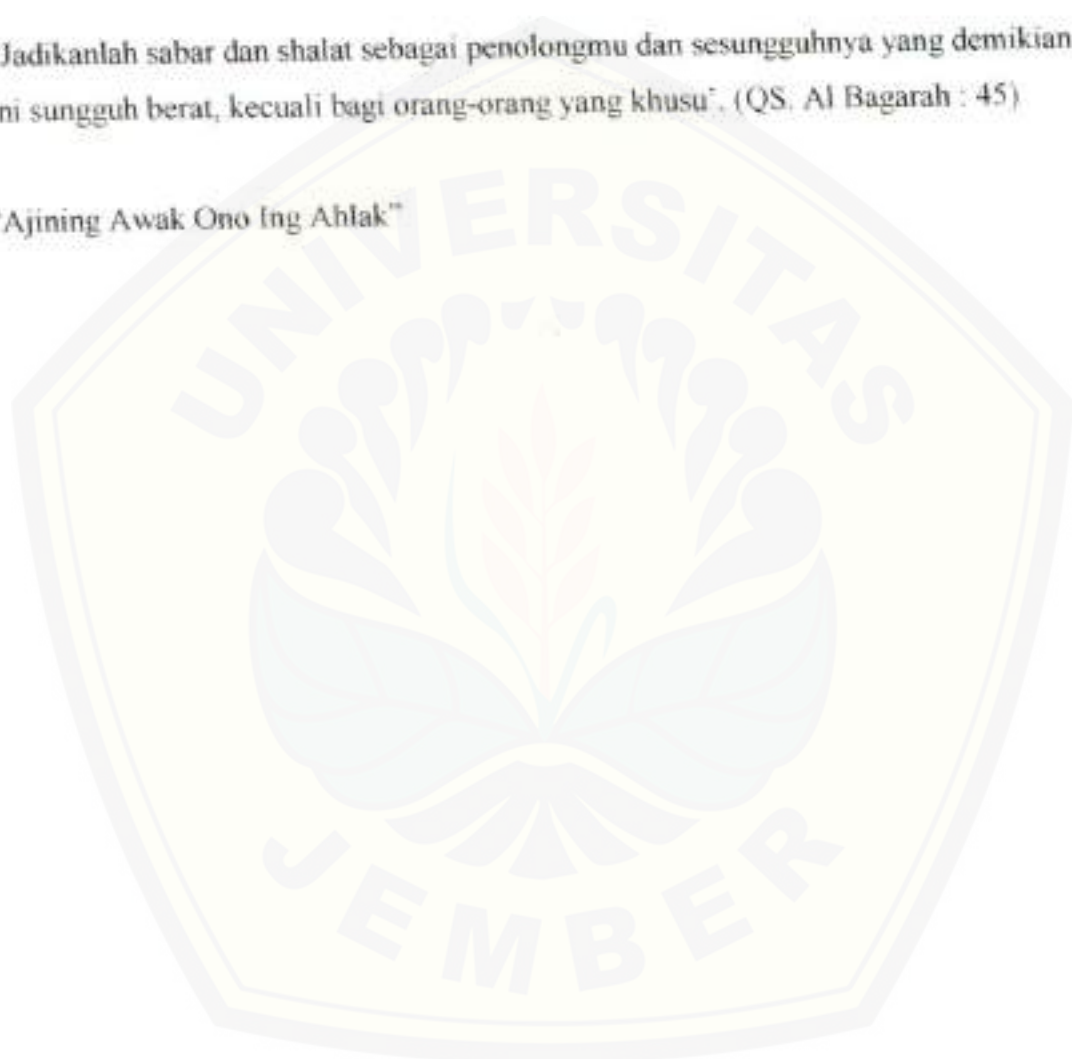 Jadikanlah sabar dan shalat sebagai penolongmu dan sesungguhnya yang demikian
ni sungguh berat, kecuali bagi orang-orang yang khusu". (QS. Al Bagarah : 45)
"Ajining Awak Ono Ing Ahlak"
UNIVERSITAS
JEMBER